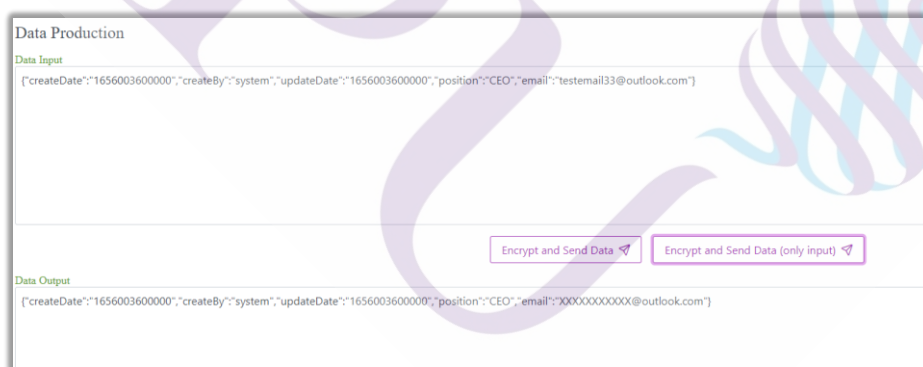 Data Production
Data Input
{"createDate":"1656003600000","createBy":"system","updateDate":"1656003600000","position":"CEO","email":"testemail33@outlook.com"}
Encrypt and Send Data
Encrypt and Send Data (only input)
Data Output
{"createDate":"1656003600000","createBy":"system","updateDate":"1656003600000","position":"CEO","email":"XXXXXXXXXXX@outlook.com"}